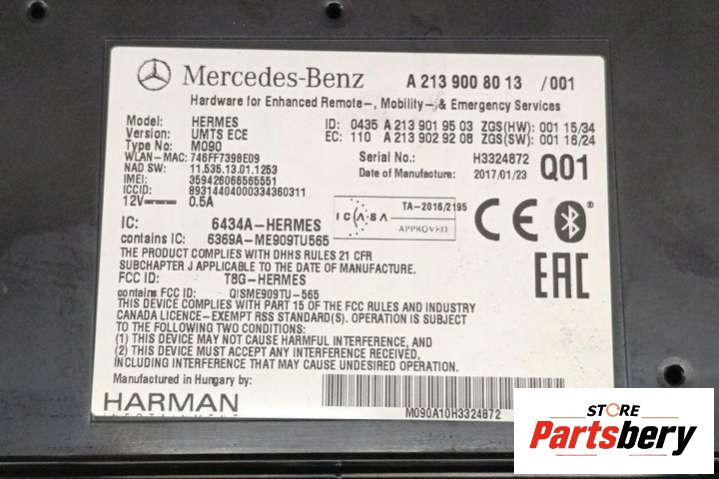 Mercedes-Benz A 213 900 80 13 /001
Hardware for Enhanced Remote-, Mobility- & Emergency Services
Model: HERMES ID: 0435 A 213 901 95 03 ZGS(HW): 001 15/34
Version: UMTS ECE EC: 110 A 213 902 92 08 ZGS(SW): 001 16/24
Type No: M090
WLAN-MAC: 746FF7398E09 Serial No.: H3324872 Q01
NAD SW: 11.535.13.01.1253 Date of Manufacture: 2017/01/23
IMEI: 359426066565551
ICCID: 89314404000334360311
12V 0.5A
ICASA TA-2016/2195 APPROVED
CE
EAC
IC: 6434A-HERMES
contains IC: 6369A-ME909TU565
THE PRODUCT COMPLIES WITH DHHS RULES 21 CFR
SUBCHAPTER J APPLICABLE TO THE DATE OF MANUFACTURE.
FCC ID: T8G-HERMES
contains FCC ID: QISME909TU-565
THIS DEVICE COMPLIES WITH PART 15 OF THE FCC RULES AND INDUSTRY
CANADA LICENCE-EXEMPT RSS STANDARD(S). OPERATION IS SUBJECT
TO THE FOLLOWING TWO CONDITIONS:
(1) THIS DEVICE MAY NOT CAUSE HARMFUL INTERFERENCE, AND
(2) THIS DEVICE MUST ACCEPT ANY INTERFERENCE RECEIVED,
INCLUDING INTERFERENCE THAT MAY CAUSE UNDESIRED OPERATION.
Manufactured in Hungary by:
HARMAN
M090A10H3324872
STORE
Partsbery